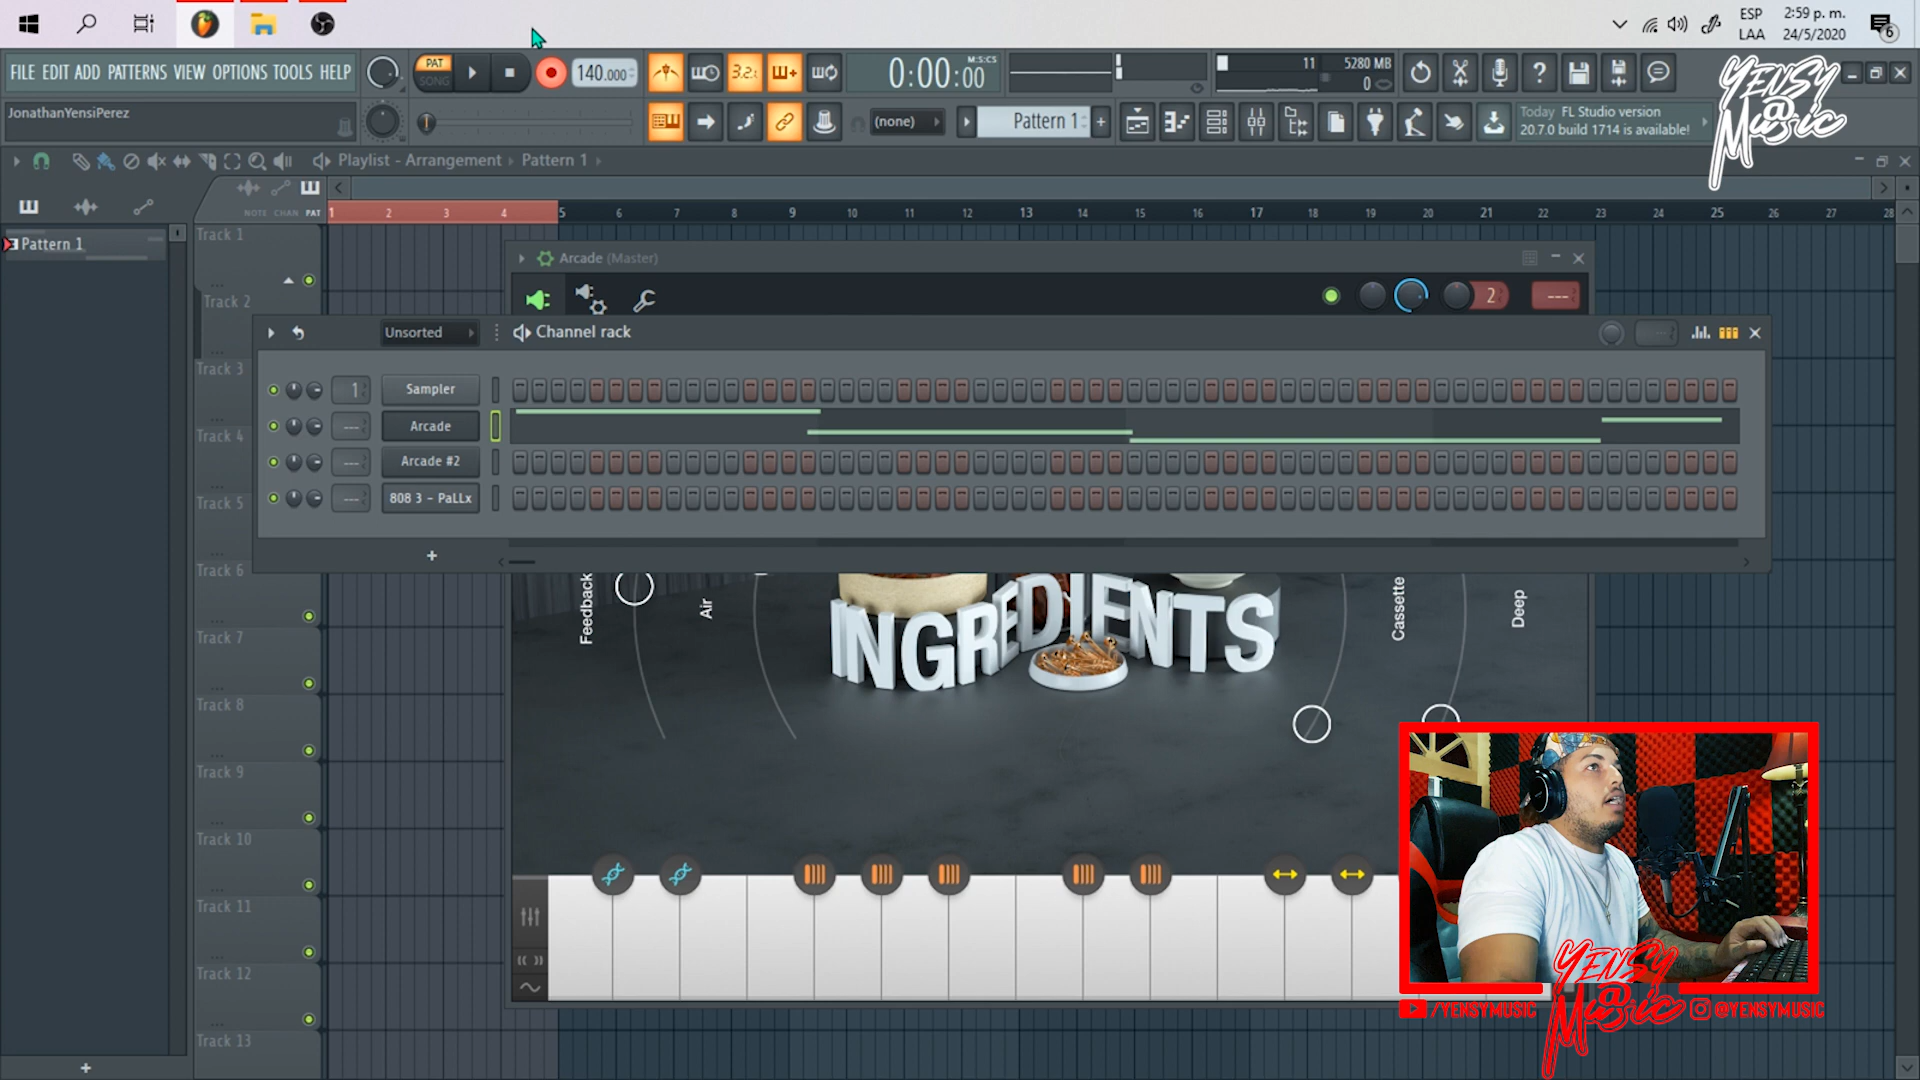 ESP
LAA
2:59 p. m.
24/5/2020
6
FILE EDIT ADD PATTERNS VIEW OPTIONS TOOLS HELP
PAT
SONG
140.000
3.2.
0:00:00
M:S:CS
11
5280 MB
0
YENSY
@
Music
JonathanYensiPerez
(none)
Pattern 1
Today FL Studio version
20.7.0 build 1714 is available!
Playlist - Arrangement
Pattern 1
NOTE CHAN PAT
1 2 3 4 5 6 7 8 9 10 11 12 13 14 15 16 17 18 19 20 21 22 23 24 25 26 27 28
Pattern 1
Track 1
Track 2
Track 3
Track 4
Track 5
Track 6
Track 7
Track 8
Track 9
Track 10
Track 11
Track 12
Track 13
Arcade (Master)
2
---
Unsorted
Channel rack
1
Sampler
---
Arcade
---
Arcade #2
---
808 3 - PaLLx
Feedback
Air
INGREDIENTS
Cassette
Deep
YENSY
@
Music
/YENSYMUSIC
@YENSYMUSIC